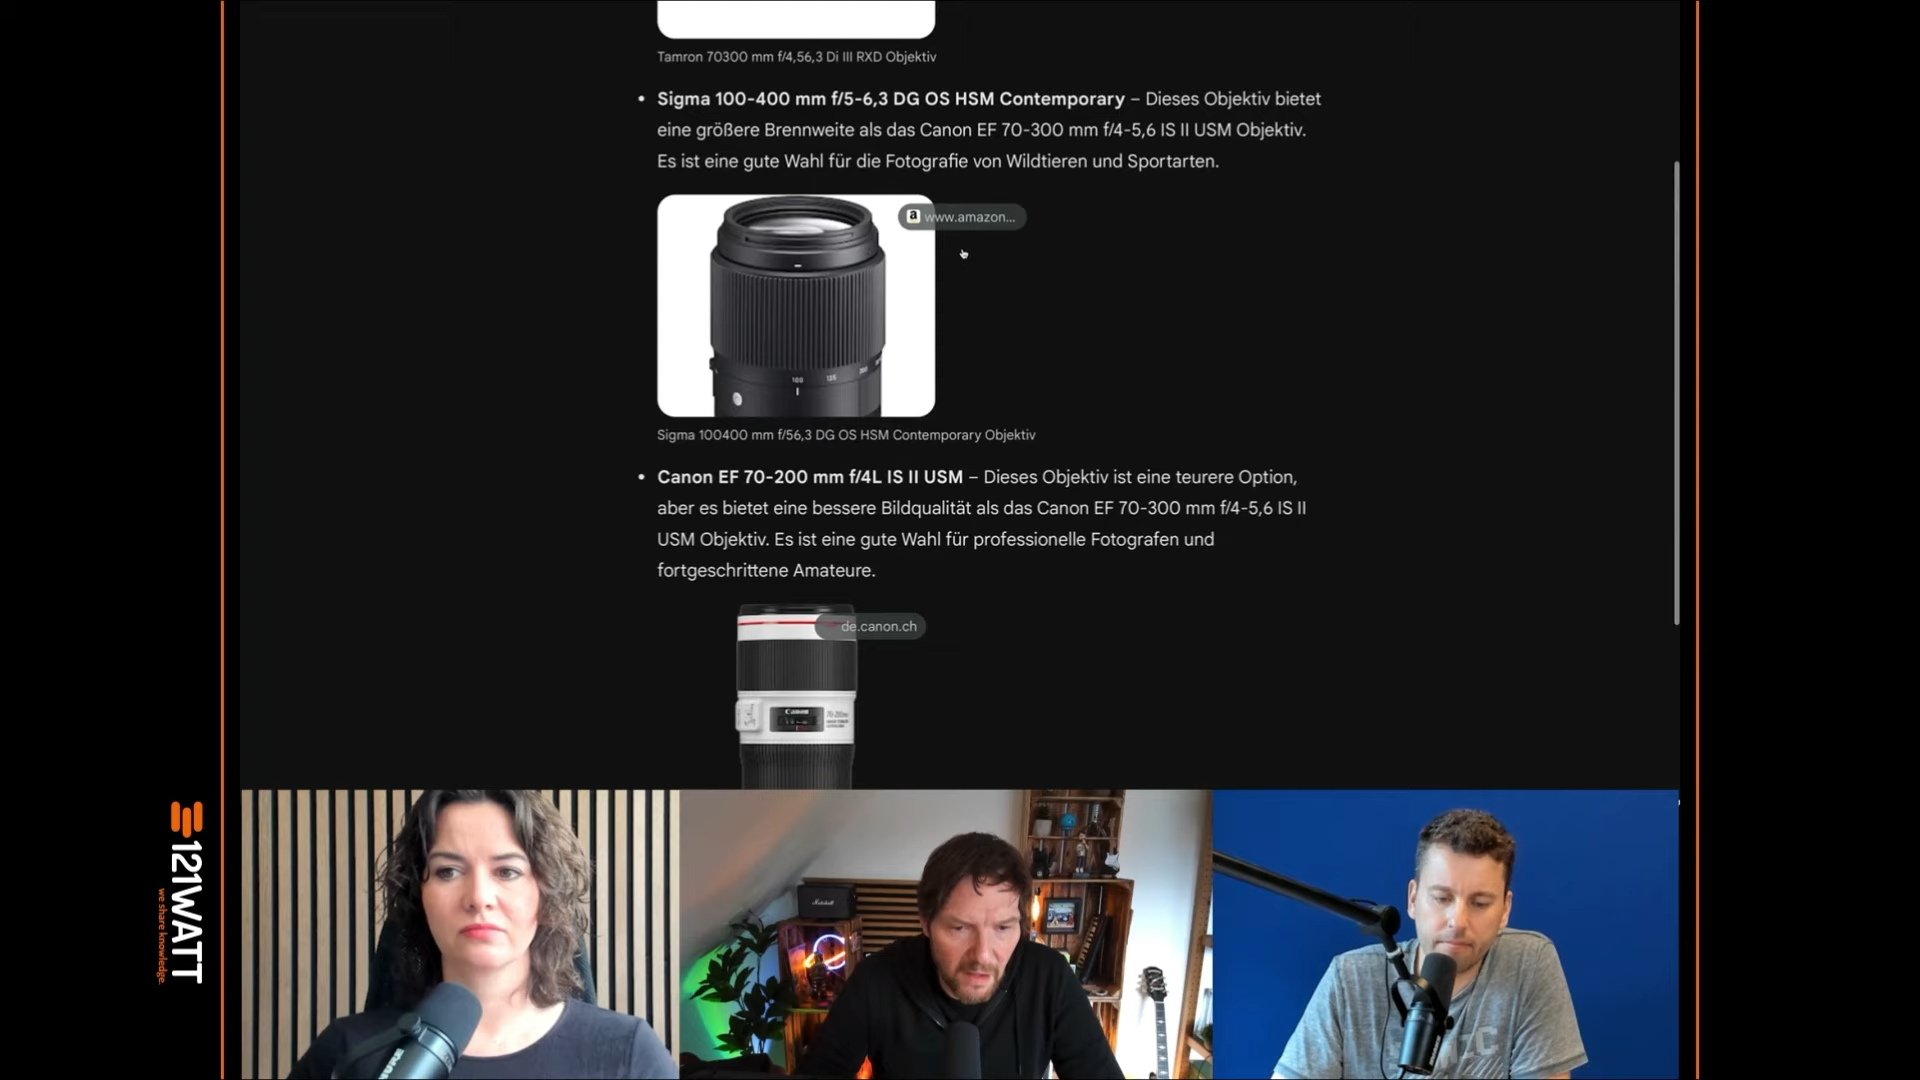 Tamron 70300 mm f/4,56,3 Di III RXD Objektiv
• Sigma 100-400 mm f/5-6,3 DG OS HSM Contemporary – Dieses Objektiv bietet
eine größere Brennweite als das Canon EF 70-300 mm f/4-5,6 IS II USM Objektiv.
Es ist eine gute Wahl für die Fotografie von Wildtieren und Sportarten.
a www.amazon...
100
Sigma 100400 mm f/56,3 DG OS HSM Contemporary Objektiv
• Canon EF 70-200 mm f/4L IS II USM – Dieses Objektiv ist eine teurere Option,
aber es bietet eine bessere Bildqualität als das Canon EF 70-300 mm f/4-5,6 IS II
USM Objektiv. Es ist eine gute Wahl für professionelle Fotografen und
fortgeschrittene Amateure.
de.canon.ch
Canon
121WATT
we share knowledge.
Marshall